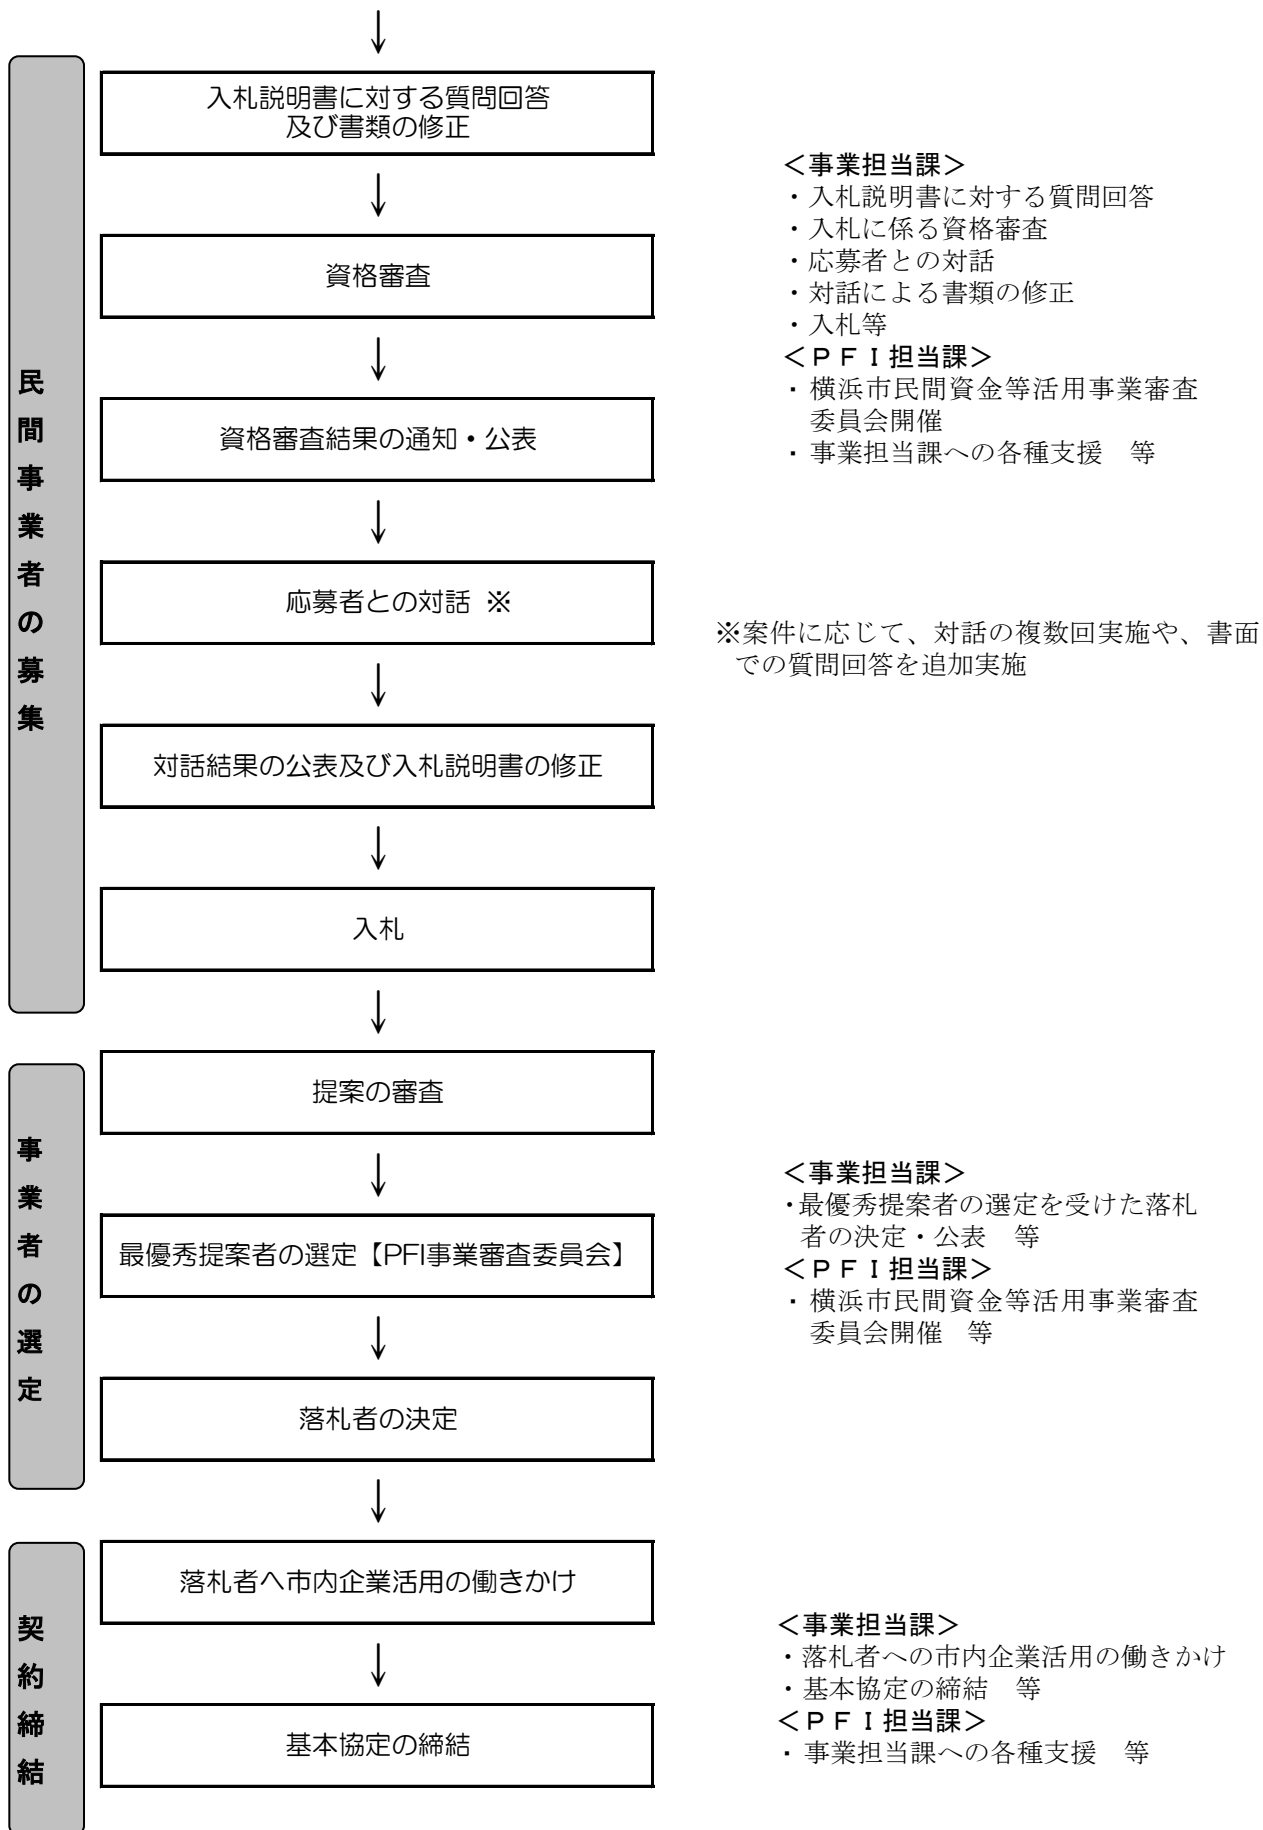 民間事業者の募集
入札説明書に対する質問回答
及び書類の修正
資格審査
資格審査結果の通知・公表
応募者との対話 ※
対話結果の公表及び入札説明書の修正
入札
＜事業担当課＞
・入札説明書に対する質問回答
・入札に係る資格審査
・応募者との対話
・対話による書類の修正
・入札等
＜ＰＦＩ担当課＞
・横浜市民間資金等活用事業審査
委員会開催
・事業担当課への各種支援　等
※案件に応じて、対話の複数回実施や、書面
での質問回答を追加実施
事業者の選定
提案の審査
最優秀提案者の選定【PFI事業審査委員会】
落札者の決定
＜事業担当課＞
・最優秀提案者の選定を受けた落札
者の決定・公表　等
＜ＰＦＩ担当課＞
・横浜市民間資金等活用事業審査
委員会開催　等
契約締結
落札者へ市内企業活用の働きかけ
基本協定の締結
＜事業担当課＞
・落札者への市内企業活用の働きかけ
・基本協定の締結　等
＜ＰＦＩ担当課＞
・事業担当課への各種支援　等